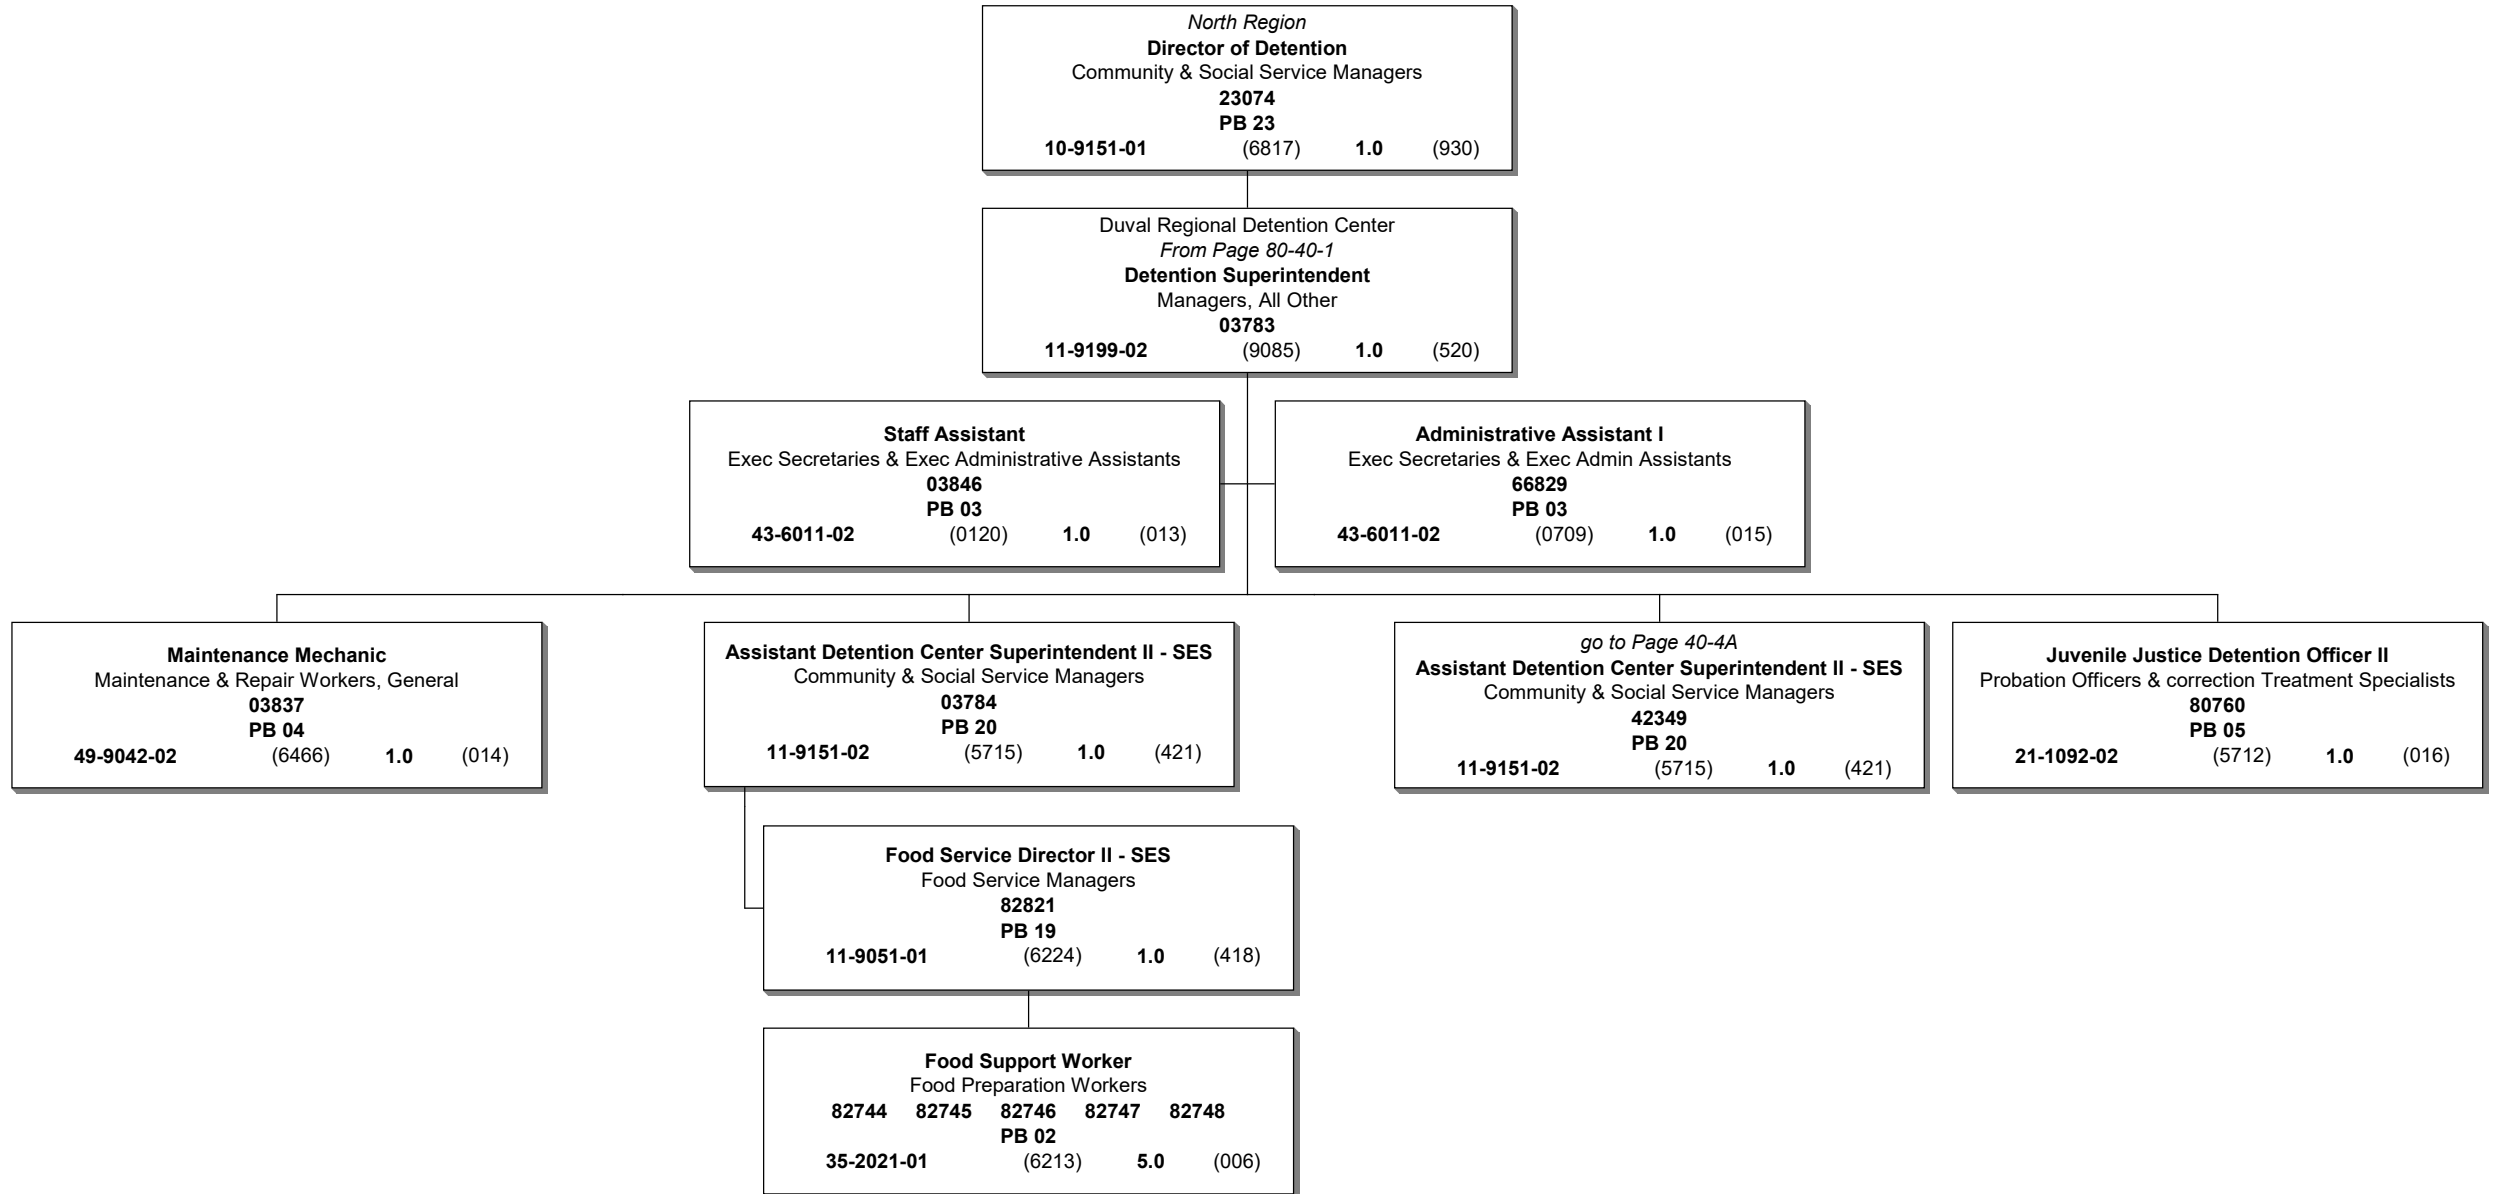 North Region
Director of Detention
Community & Social Service Managers
23074
PB 23
10-9151-01 (6817) 1.0 (930)
Duval Regional Detention Center
From Page 80-40-1
Detention Superintendent
Managers, All Other
03783
11-9199-02 (9085) 1.0 (520)
Staff Assistant
Exec Secretaries & Exec Administrative Assistants
03846
PB 03
43-6011-02 (0120) 1.0 (013)
Administrative Assistant I
Exec Secretaries & Exec Admin Assistants
66829
PB 03
43-6011-02 (0709) 1.0 (015)
Maintenance Mechanic
Maintenance & Repair Workers, General
03837
PB 04
49-9042-02 (6466) 1.0 (014)
Assistant Detention Center Superintendent II - SES
Community & Social Service Managers
03784
PB 20
11-9151-02 (5715) 1.0 (421)
go to Page 40-4A
Assistant Detention Center Superintendent II - SES
Community & Social Service Managers
42349
PB 20
11-9151-02 (5715) 1.0 (421)
Juvenile Justice Detention Officer II
Probation Officers & correction Treatment Specialists
80760
PB 05
21-1092-02 (5712) 1.0 (016)
Food Service Director II - SES
Food Service Managers
82821
PB 19
11-9051-01 (6224) 1.0 (418)
Food Support Worker
Food Preparation Workers
82744 82745 82746 82747 82748
PB 02
35-2021-01 (6213) 5.0 (006)